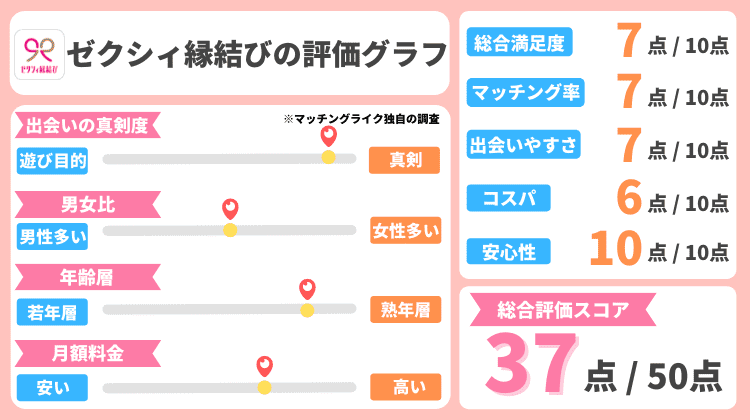 ゼクシィ縁結び
ゼクシィ縁結びの評価グラフ
※マッチングライク独自の調査
出会いの真剣度
遊び目的
真剣
男女比
男性多い
女性多い
年齢層
若年層
熟年層
月額料金
安い
高い
総合満足度 7点 / 10点
マッチング率 7点 / 10点
出会いやすさ 7点 / 10点
コスパ 6点 / 10点
安心性 10点 / 10点
総合評価スコア
37点 / 50点